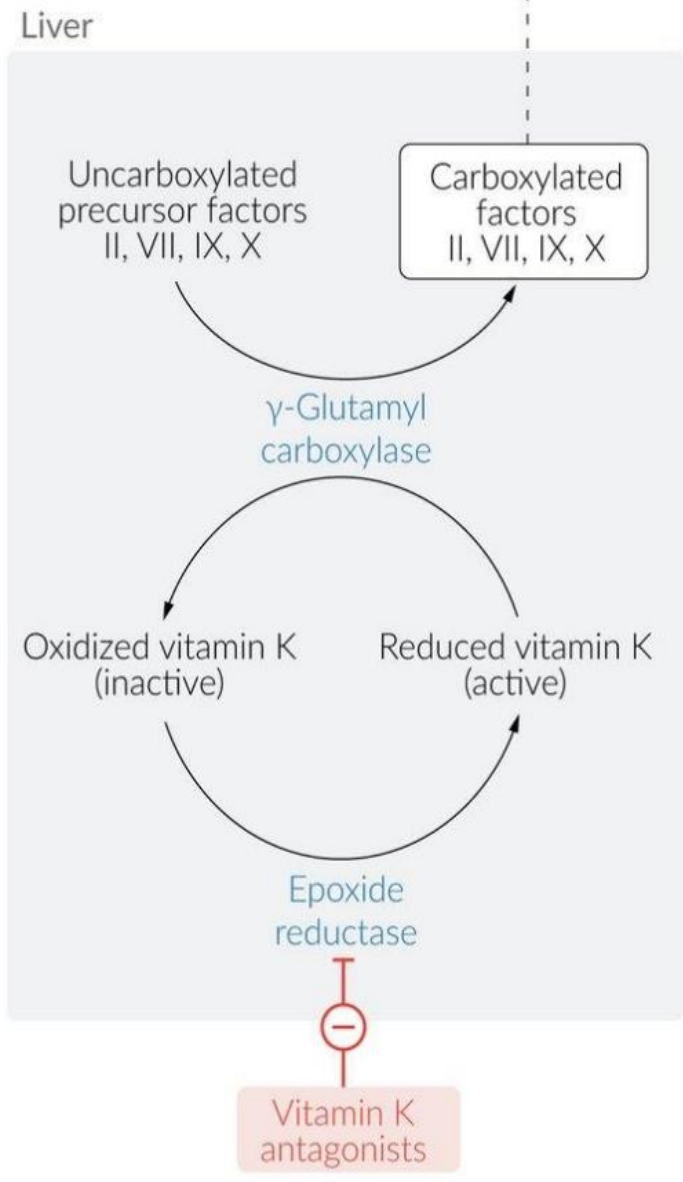 Liver
Uncarboxylated
precursor factors
II, VII, IX, X
Carboxylated
factors
II, VII, IX, X
γ-Glutamyl
carboxylase
Oxidized vitamin K
(inactive)
Reduced vitamin K
(active)
Epoxide
reductase
Vitamin K
antagonists